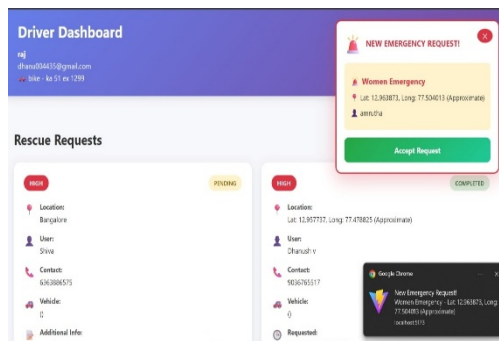 Driver Dashboard
raj
dhanu004435@gmail.com
bike - ka 51 ex 1299
X
NEW EMERGENCY REQUEST!
Women Emergency
Lat: 12.963873, Long: 77.504013 (Approximate)
amrutha
Accept Request
Rescue Requests
HIGH
PENDING
Location:
Bangalore
User:
Shiva
Contact:
6363686575
Vehicle:
{}
Additional Info:
HIGH
COMPLETED
Location:
Lat: 12.957737, Long: 77.478825 (Approximate)
User:
Dhanush v
Contact:
9036765517
Vehicle:
{}
Requested:
Google Chrome
New Emergency Request!
Women Emergency - Lat: 12.963873, Long:
77.504013 (Approximate)
localhost:5173